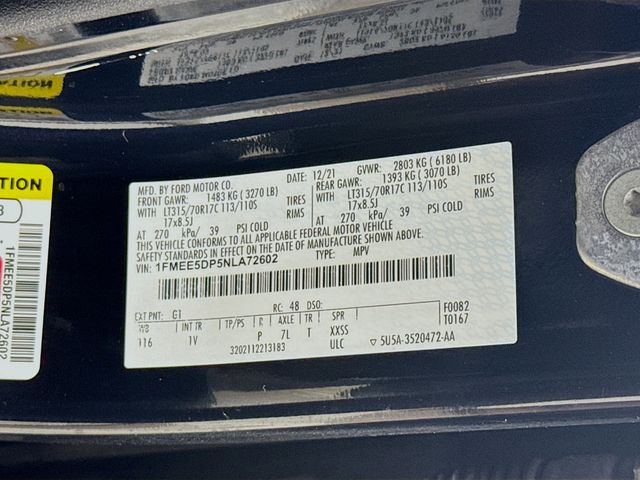 MFD. BY FORD MOTOR CO.
12/21 GVWR: 2803 KG ( 6180 LB)
FRONT GAWR: 1483 KG ( 3270 LB) REAR GAWR: 1393 KG ( 3070 LB)
WITH LT315/70R17C 113/110S TIRES WITH LT315/70R17C 113/110S TIRES
17x8.5J RIMS 17x8.5J RIMS
AT 270 kPa/ 39 PSI COLD AT 270 kPa/ 39 PSI COLD
THIS VEHICLE CONFORMS TO ALL APPLICABLE FEDERAL MOTOR VEHICLE
SAFETY STANDARDS IN EFFECT ON THE DATE OF MANUFACTURE SHOWN ABOVE.
VIN: 1FMEE5DP5NLA72602 TYPE: MPV
EXT PNT: G1 RC: 48 DSO: F0082
WB TP/PS R AXLE TR SPR T0167
116 1V P 7L T XXSS
3202112213183 ULC 5U5A-3520472-AA
TION
3
1FMEE5DP5NLA72602